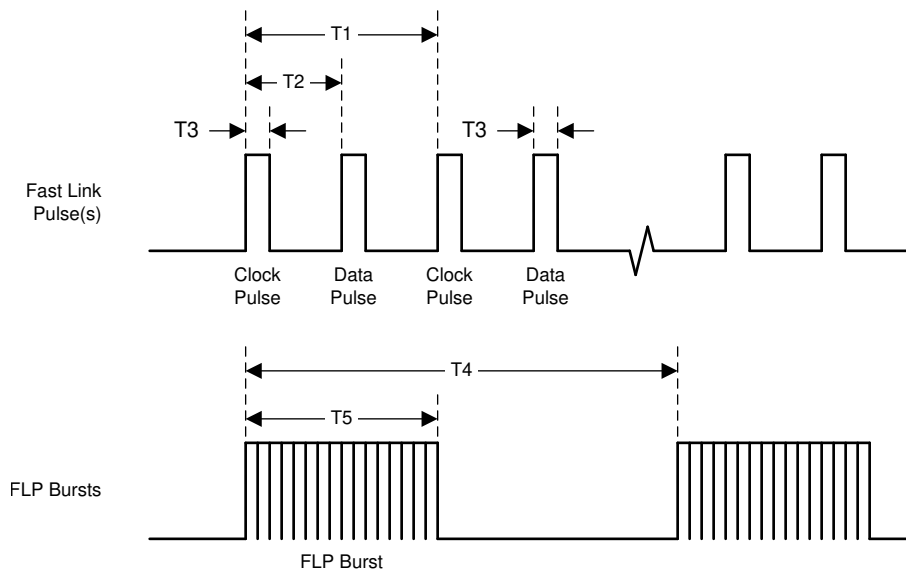 T1
T2
T3
T3
Fast Link
Pulse(s)
Clock
Pulse
Data
Pulse
Clock
Pulse
Data
Pulse
T4
T5
FLP Bursts
FLP Burst